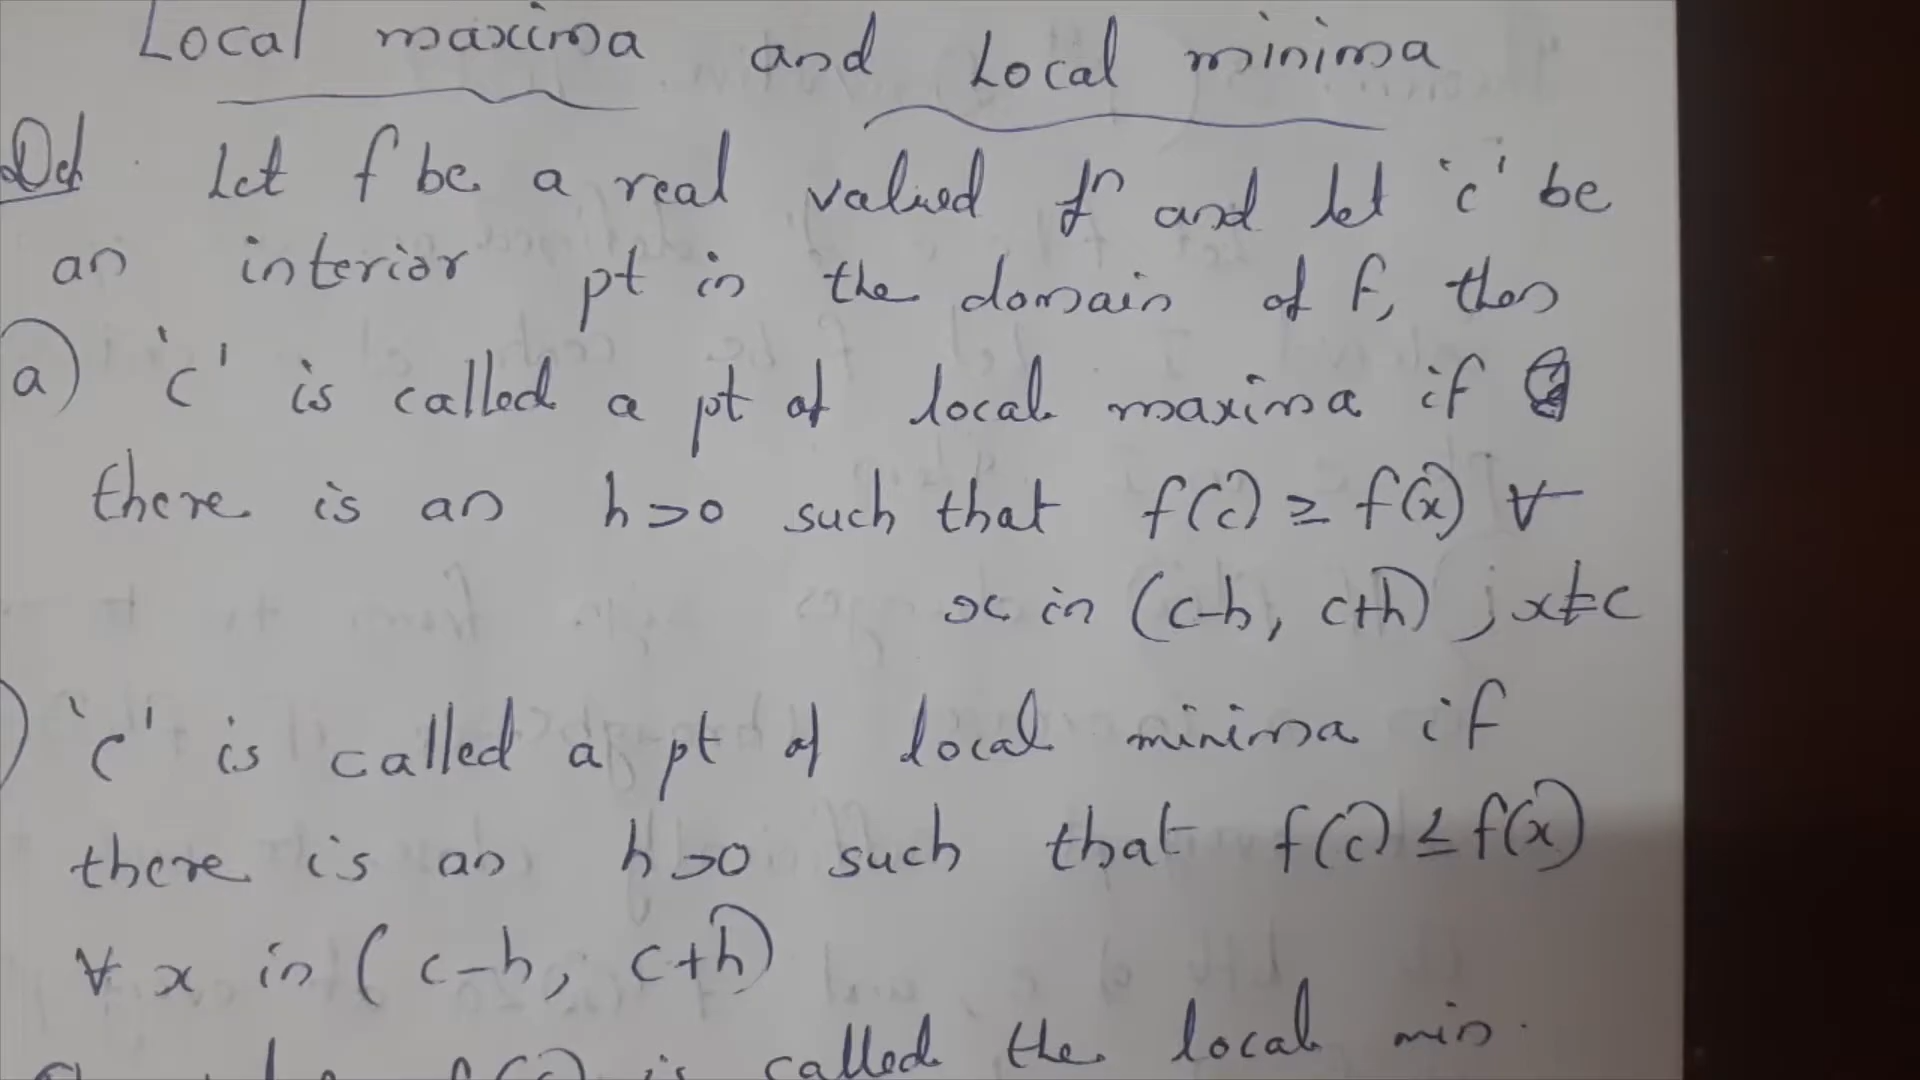 Local maxima and Local minima
Def Let f be a real valued fⁿ and let 'c' be
an interior pt in the domain of f, then
a) 'c' is called a pt of local maxima if
there is an h>0 such that f(c) ≥ f(x) ∀
x in (c-h, c+h) ; x≠c
) 'c' is called a pt of local minima if
there is an h>0 such that f(c) ≤ f(x)
∀ x in (c-h, c+h)
f(c) is called the local min.